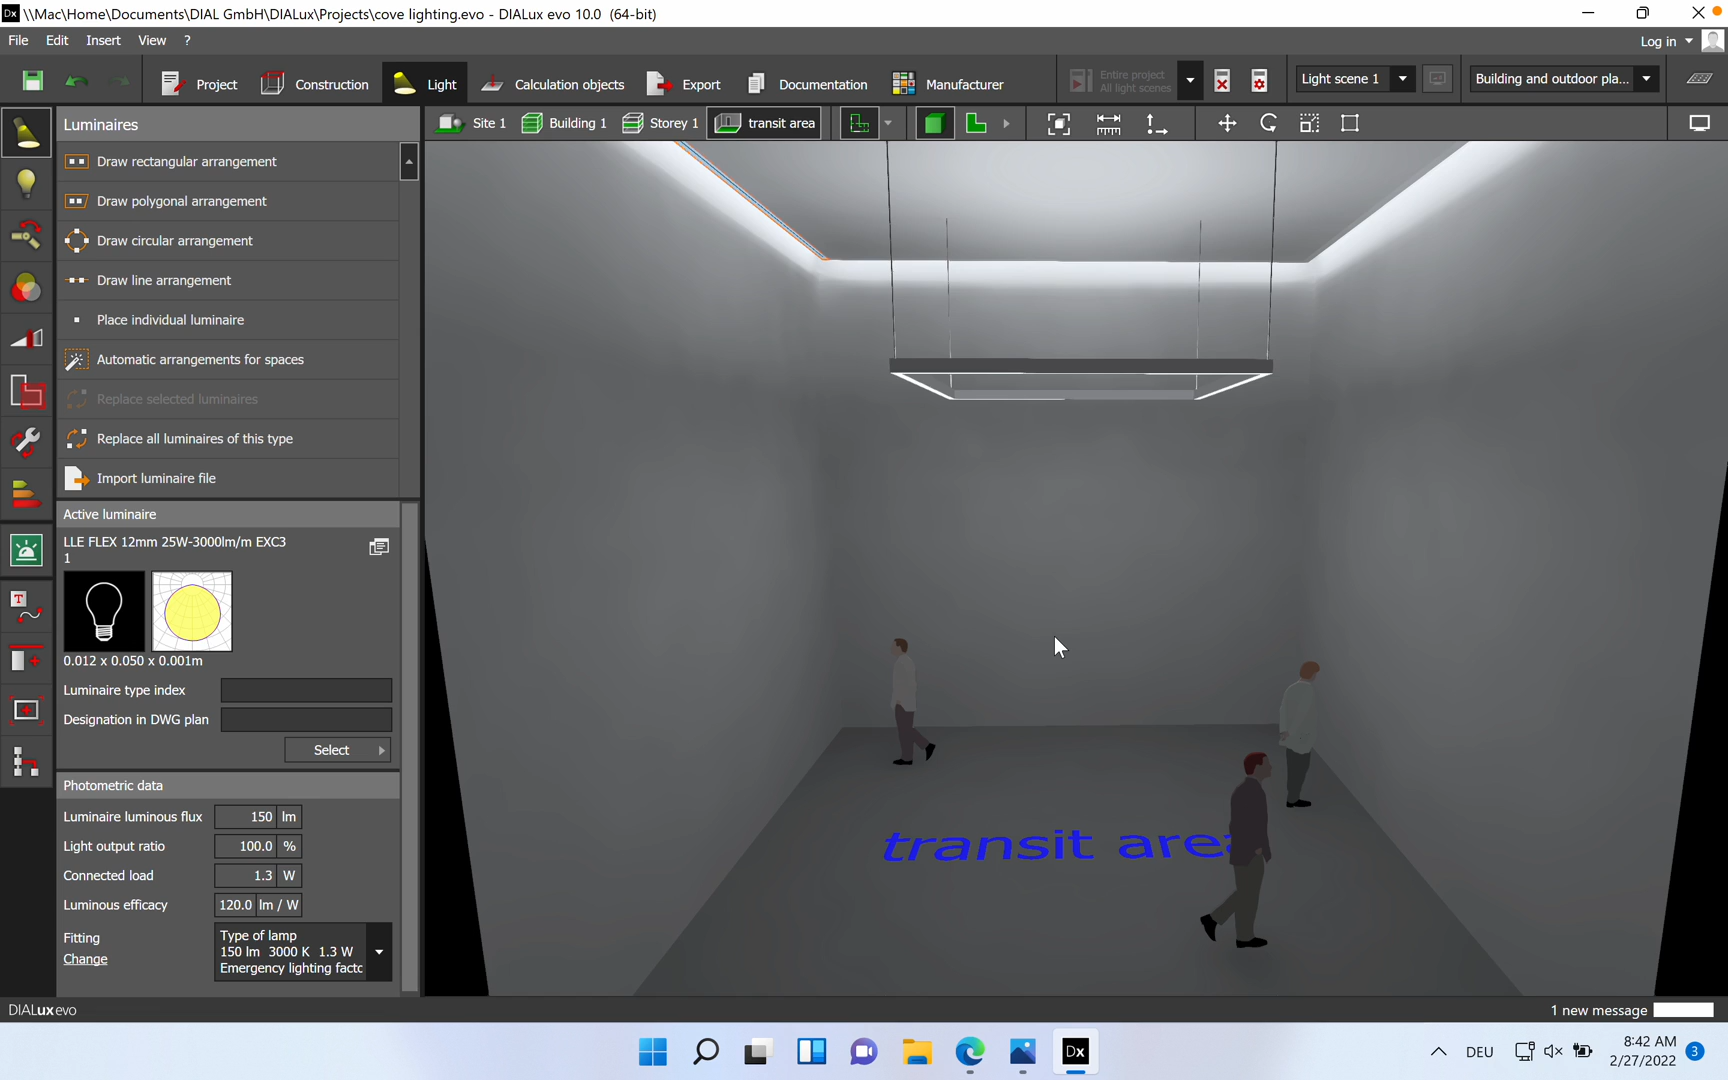 \\Mac\Home\Documents\DIAL GmbH\DIALux\Projects\cove lighting.evo - DIALux evo 10.0 (64-bit)
File Edit Insert View ?
Log in
Project Construction Light Calculation objects Export Documentation Manufacturer
Entire project
All light scenes
Light scene 1
Building and outdoor pla...
Luminaires
Site 1 Building 1 Storey 1 transit area
Draw rectangular arrangement
Draw polygonal arrangement
Draw circular arrangement
Draw line arrangement
Place individual luminaire
Automatic arrangements for spaces
Replace selected luminaires
Replace all luminaires of this type
Import luminaire file
Active luminaire
LLE FLEX 12mm 25W-3000lm/m EXC3
1
0.012 x 0.050 x 0.001m
Luminaire type index
Designation in DWG plan
Select
Photometric data
Luminaire luminous flux 150 lm
Light output ratio 100.0 %
Connected load 1.3 W
Luminous efficacy 120.0 lm / W
Fitting
Change
Type of lamp
150 lm 3000 K 1.3 W
Emergency lighting factc
transit area
DIALux evo
1 new message
Dx
DEU
8:42 AM
2/27/2022
3